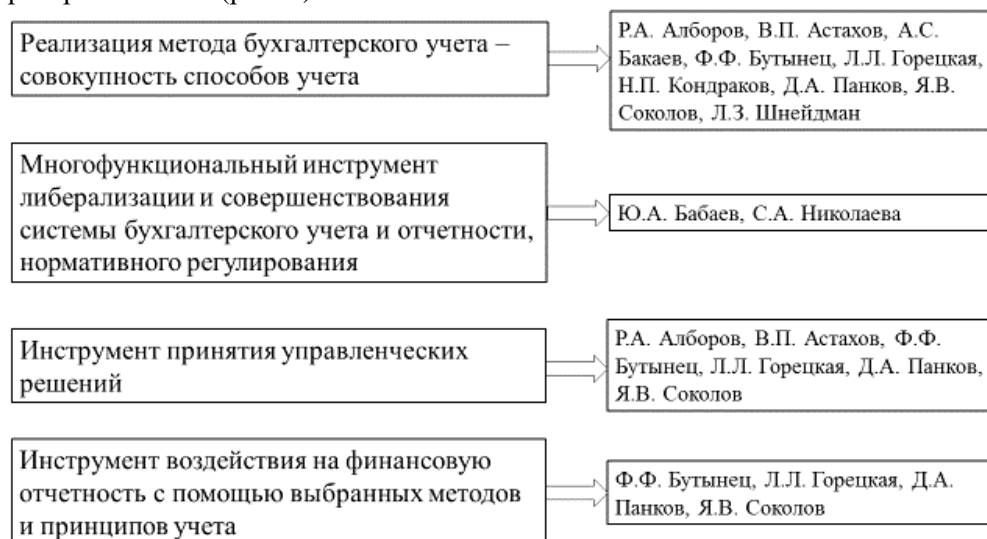 Реализация метода бухгалтерского учета –
совокупность способов учета
Р.А. Алборов, В.П. Астахов, А.С.
Бакаев, Ф.Ф. Бутынец, Л.Л. Горецкая,
Н.П. Кондраков, Д.А. Панков, Я.В.
Соколов, Л.З. Шнейдман
Многофункциональный инструмент
либерализации и совершенствования
системы бухгалтерского учета и отчетности,
нормативного регулирования
Ю.А. Бабаев, С.А. Николаева
Инструмент принятия управленческих
решений
Р.А. Алборов, В.П. Астахов, Ф.Ф.
Бутынец, Л.Л. Горецкая, Д.А. Панков,
Я.В. Соколов
Инструмент воздействия на финансовую
отчетность с помощью выбранных методов
и принципов учета
Ф.Ф. Бутынец, Л.Л. Горецкая, Д.А.
Панков, Я.В. Соколов